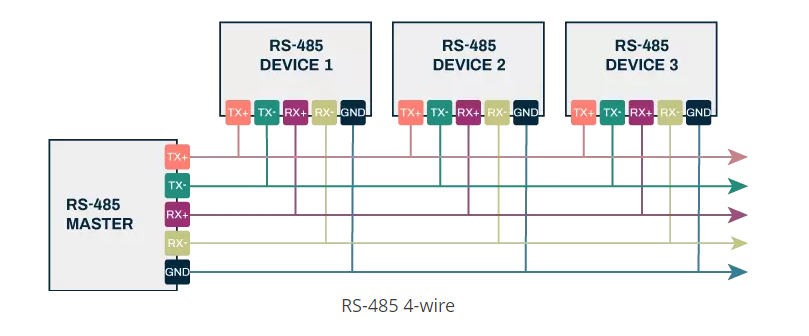 RS-485
DEVICE 1
RS-485
DEVICE 2
RS-485
DEVICE 3
TX+ TX- RX+ RX- GND
TX+ TX- RX+ RX- GND
TX+ TX- RX+ RX- GND
RS-485
MASTER
TX+
TX-
RX+
RX-
GND
RS-485 4-wire